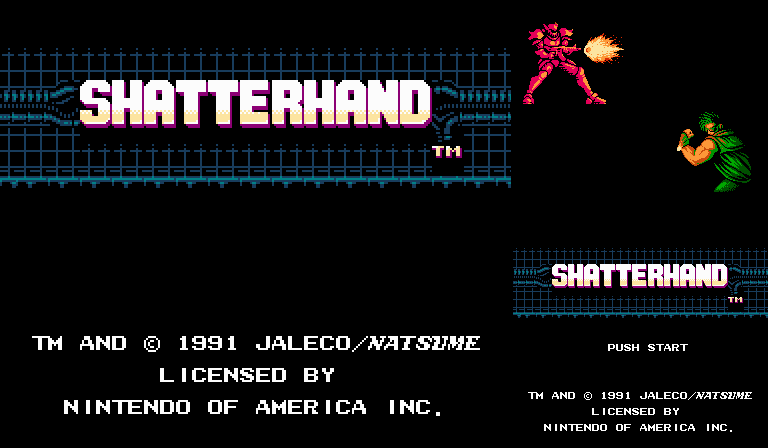 SHATTERHAND
TM
TM AND © 1991 JALECO/NATSUME
LICENSED BY
NINTENDO OF AMERICA INC.
SHATTERHAND
TM
PUSH START
TM AND © 1991 JALECO/NATSUME
LICENSED BY
NINTENDO OF AMERICA INC.